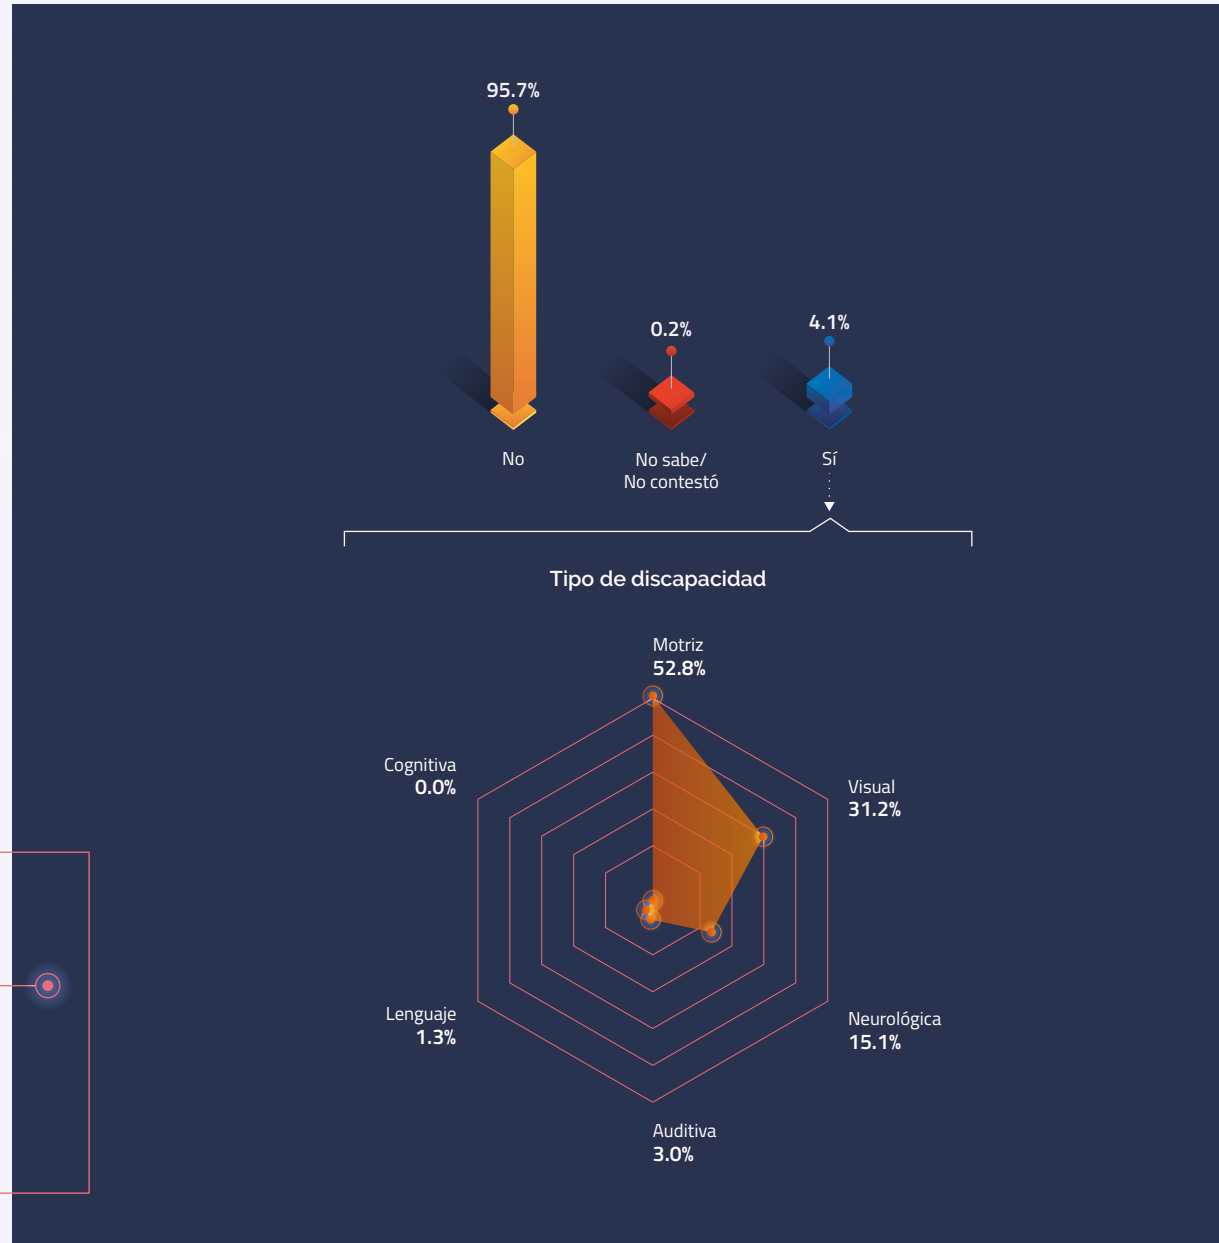 95.7%
0.2%
4.1%
No
No sabe/
No contestó
Sí
Tipo de discapacidad
Motriz
52.8%
Cognitiva
0.0%
Visual
31.2%
Lenguaje
1.3%
Neurológica
15.1%
Auditiva
3.0%